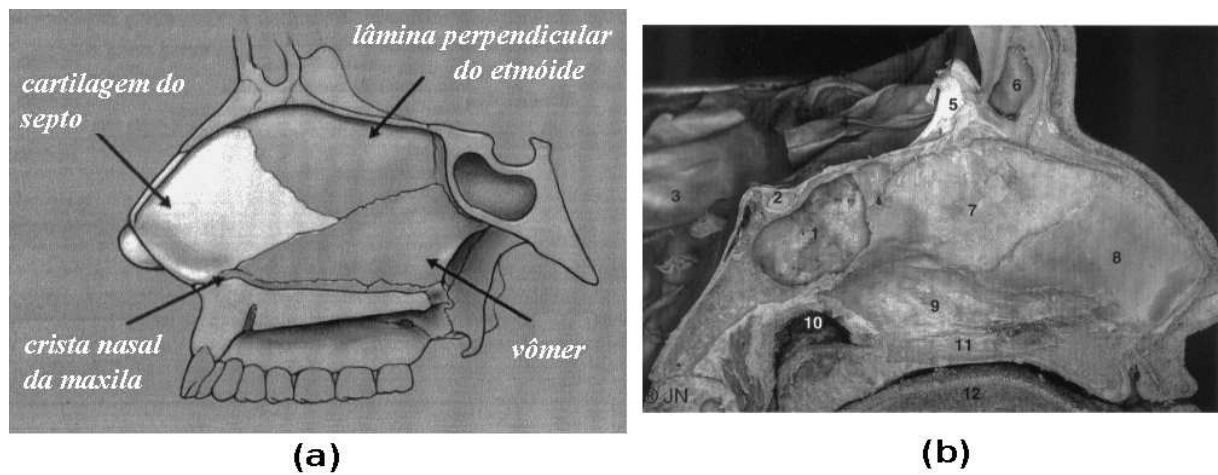 lâmina perpendicular
do etmóide
cartilagem do
septo
crista nasal
da maxila
vômer
(a)
6
5
3
2
7
1
8
9
10
11
12
® JN
(b)